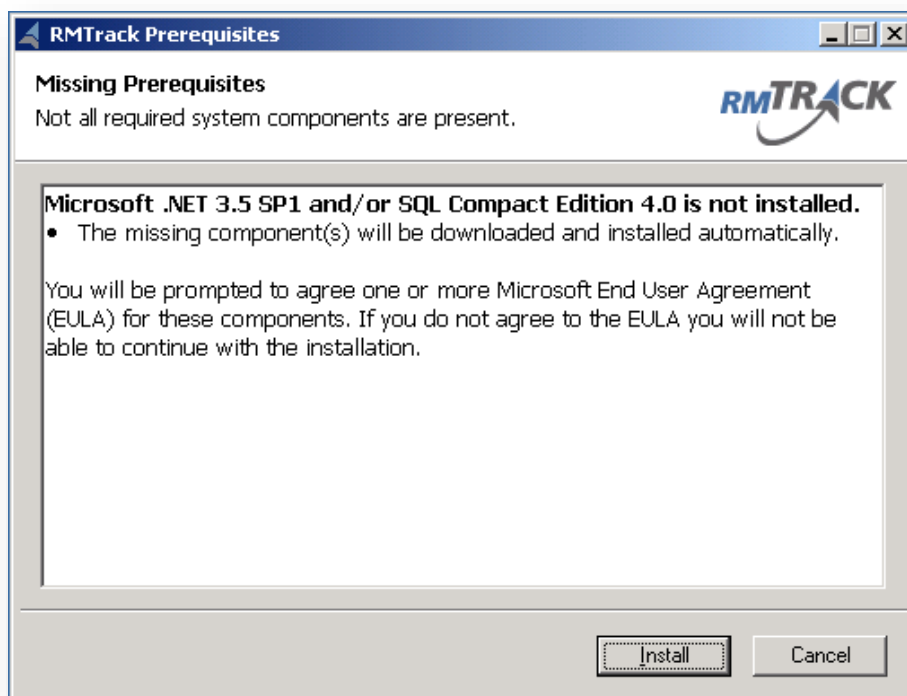 RMTrack Prerequisites
Missing Prerequisites
Not all required system components are present.
RMTRACK
Microsoft .NET 3.5 SP1 and/or SQL Compact Edition 4.0 is not installed.
• The missing component(s) will be downloaded and installed automatically.
You will be prompted to agree one or more Microsoft End User Agreement
(EULA) for these components. If you do not agree to the EULA you will not be
able to continue with the installation.
Install
Cancel